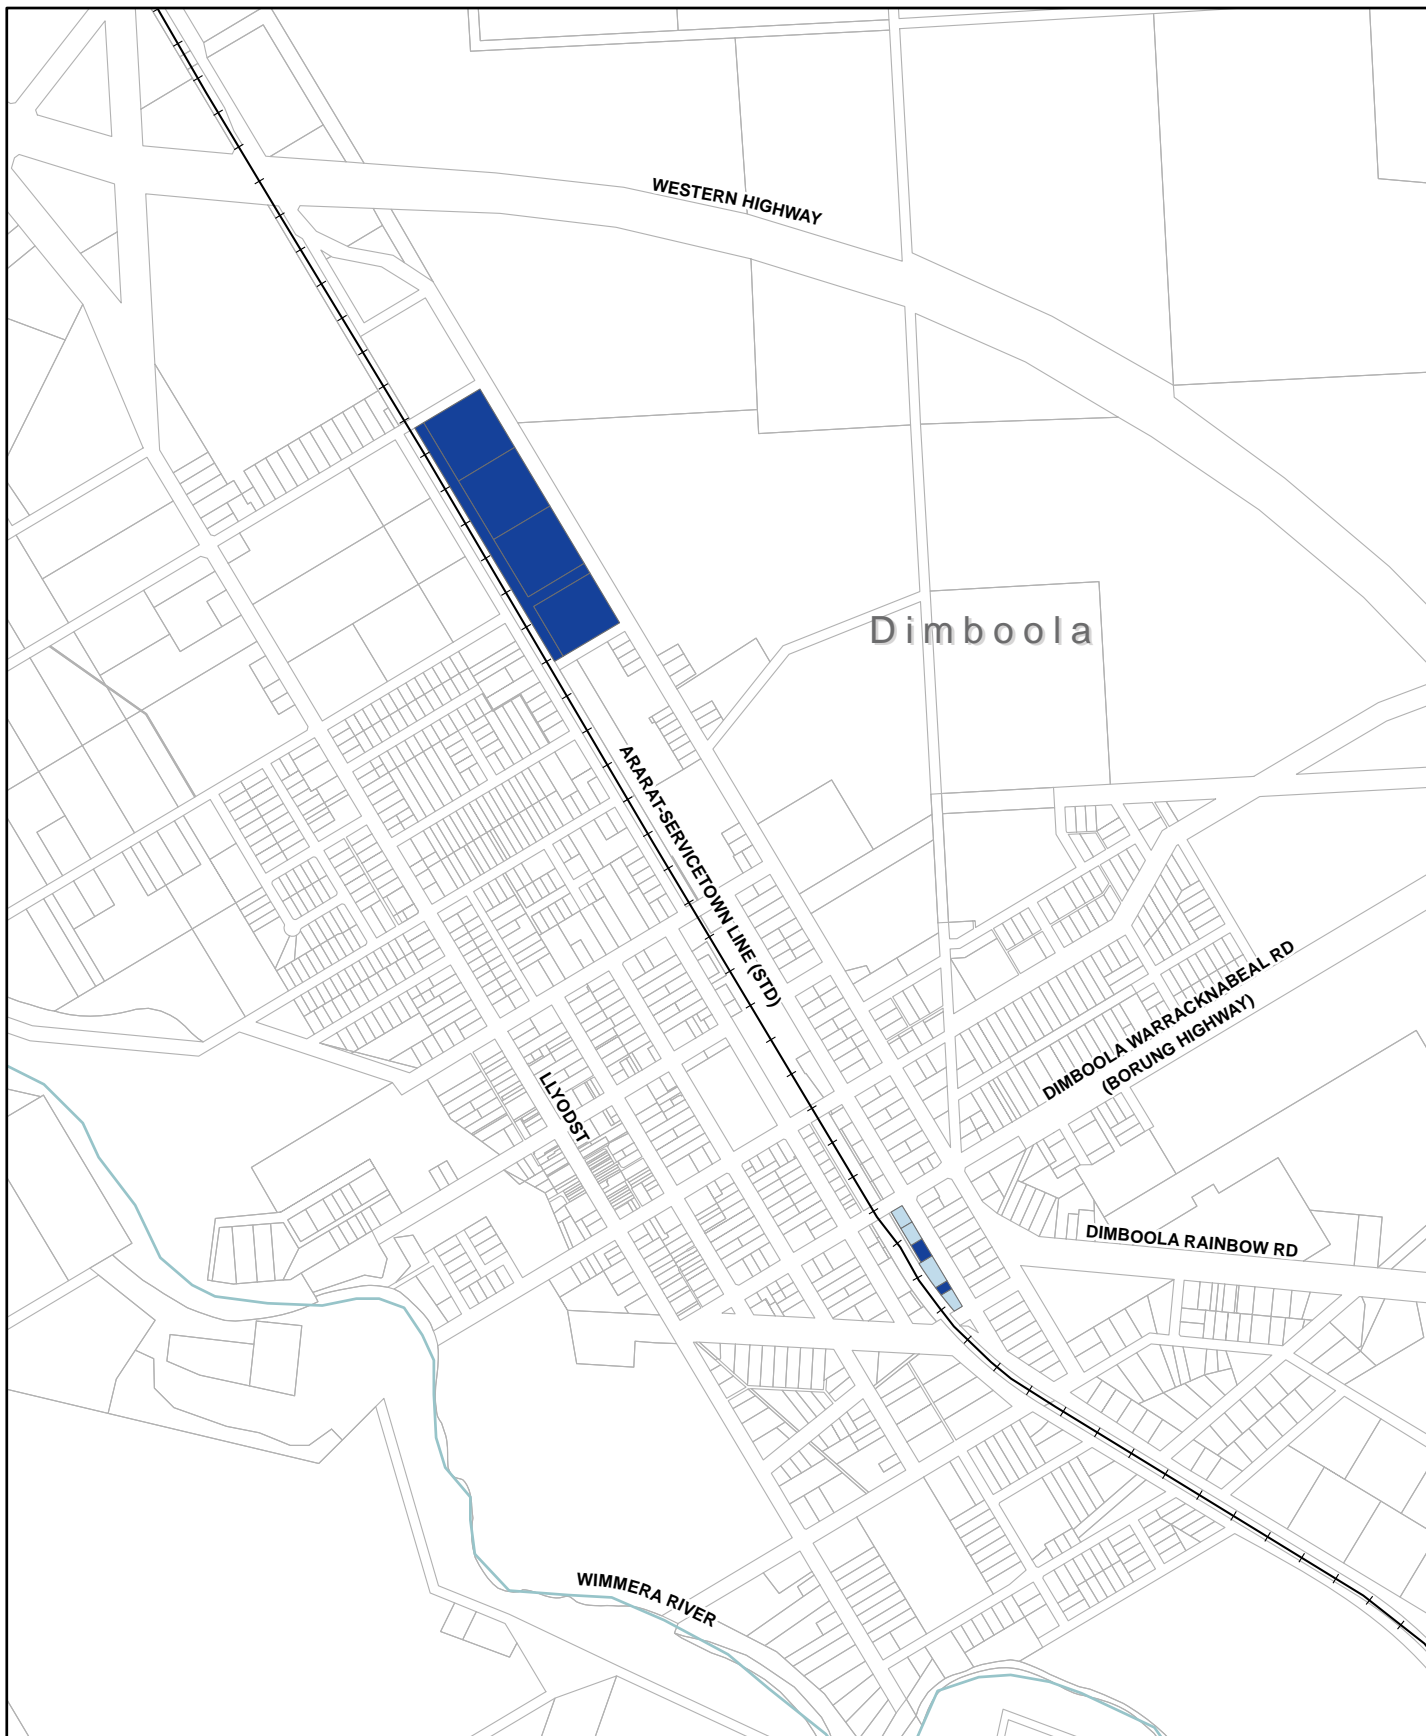 WESTERN HIGHWAY
Dimboola
ARARAT-SERVICETOWN LINE (STD)
DIMBOOLA WARRACKNABEAL RD
(BORUNG HIGHWAY)
LLYODST
DIMBOOLA RAINBOW RD
WIMMERA RIVER